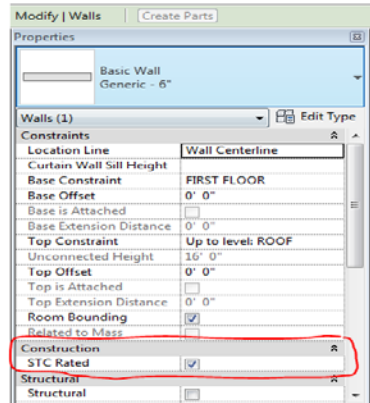 Modify | Walls Create Parts
Properties
Basic Wall
Generic - 6"
Walls (1) Edit Type
Constraints
Location Line Wall Centerline
Curtain Wall Sill Height
Base Constraint FIRST FLOOR
Base Offset 0' 0"
Base is Attached
Base Extension Distance 0' 0"
Top Constraint Up to level: ROOF
Unconnected Height 16' 0"
Top Offset 0' 0"
Top is Attached
Top Extension Distance 0' 0"
Room Bounding
Related to Mass
Construction
STC Rated
Structural
Structural